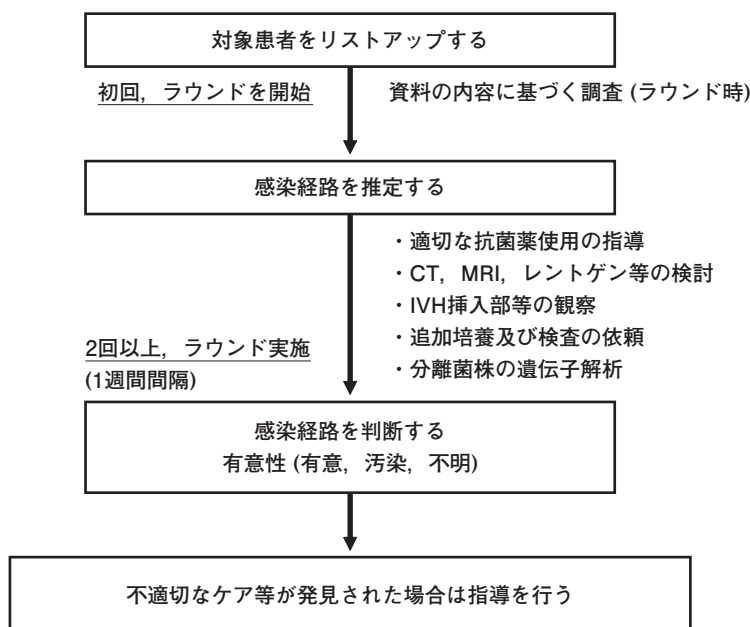 対象患者をリストアップする
初回，ラウンドを開始
資料の内容に基づく調査 (ラウンド時)
感染経路を推定する
・適切な抗菌薬使用の指導
・CT，MRI，レントゲン等の検討
・IVH挿入部等の観察
・追加培養及び検査の依頼
・分離菌株の遺伝子解析
2回以上，ラウンド実施
(1週間間隔)
感染経路を判断する
有意性 (有意，汚染，不明)
不適切なケア等が発見された場合は指導を行う